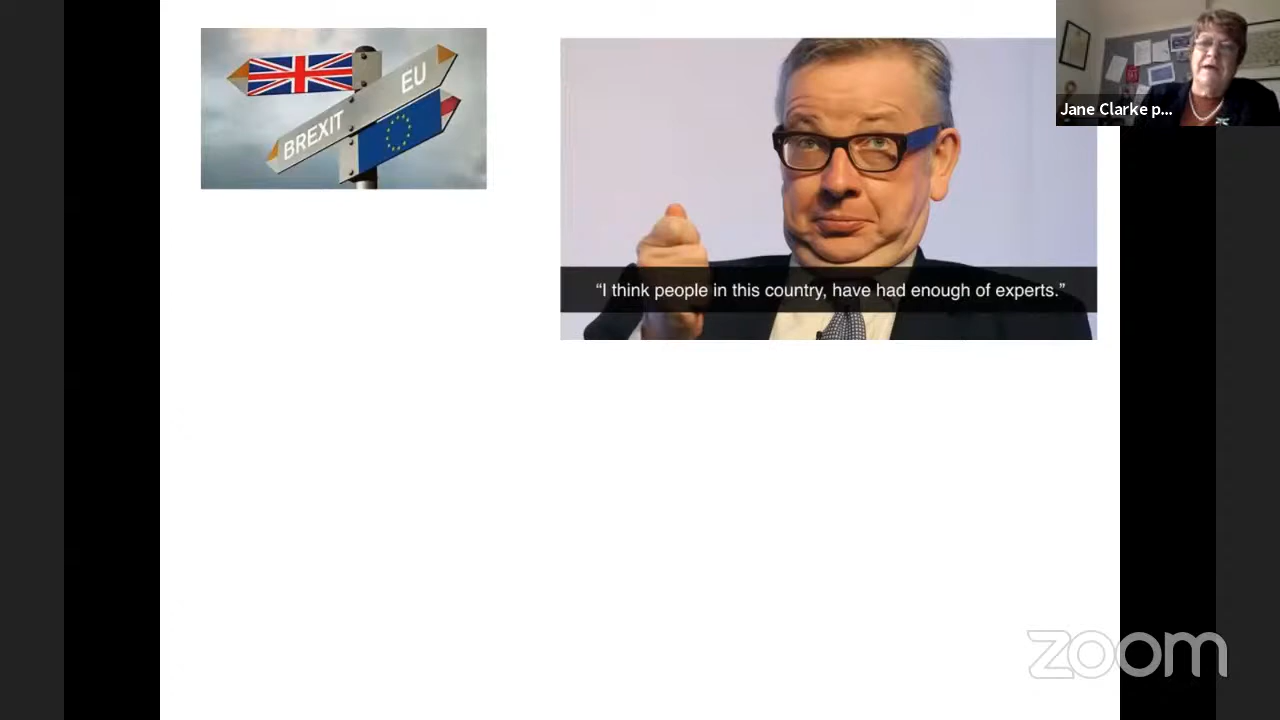 EU
BREXIT
“I think people in this country, have had enough of experts.”
Jane Clarke p...
zoom